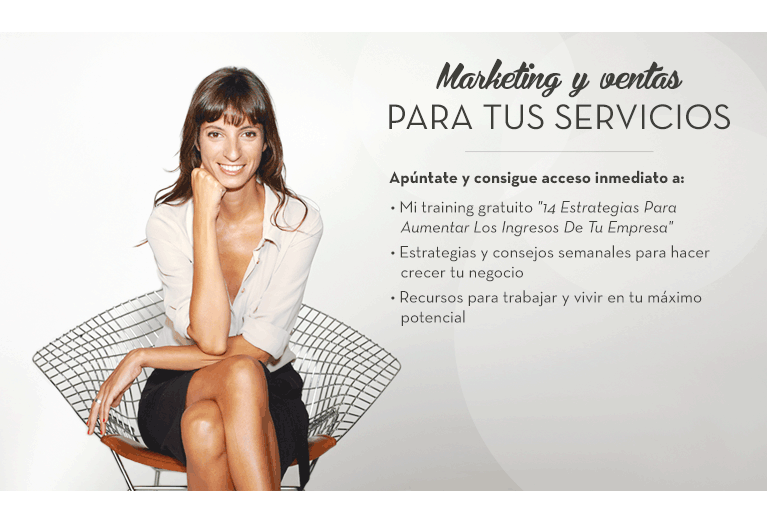 Marketing y ventas
PARA TUS SERVICIOS
Apúntate y consigue acceso inmediato a:
• Mi training gratuito "14 Estrategias Para
Aumentar Los Ingresos De Tu Empresa"
• Estrategias y consejos semanales para hacer
crecer tu negocio
• Recursos para trabajar y vivir en tu máximo
potencial